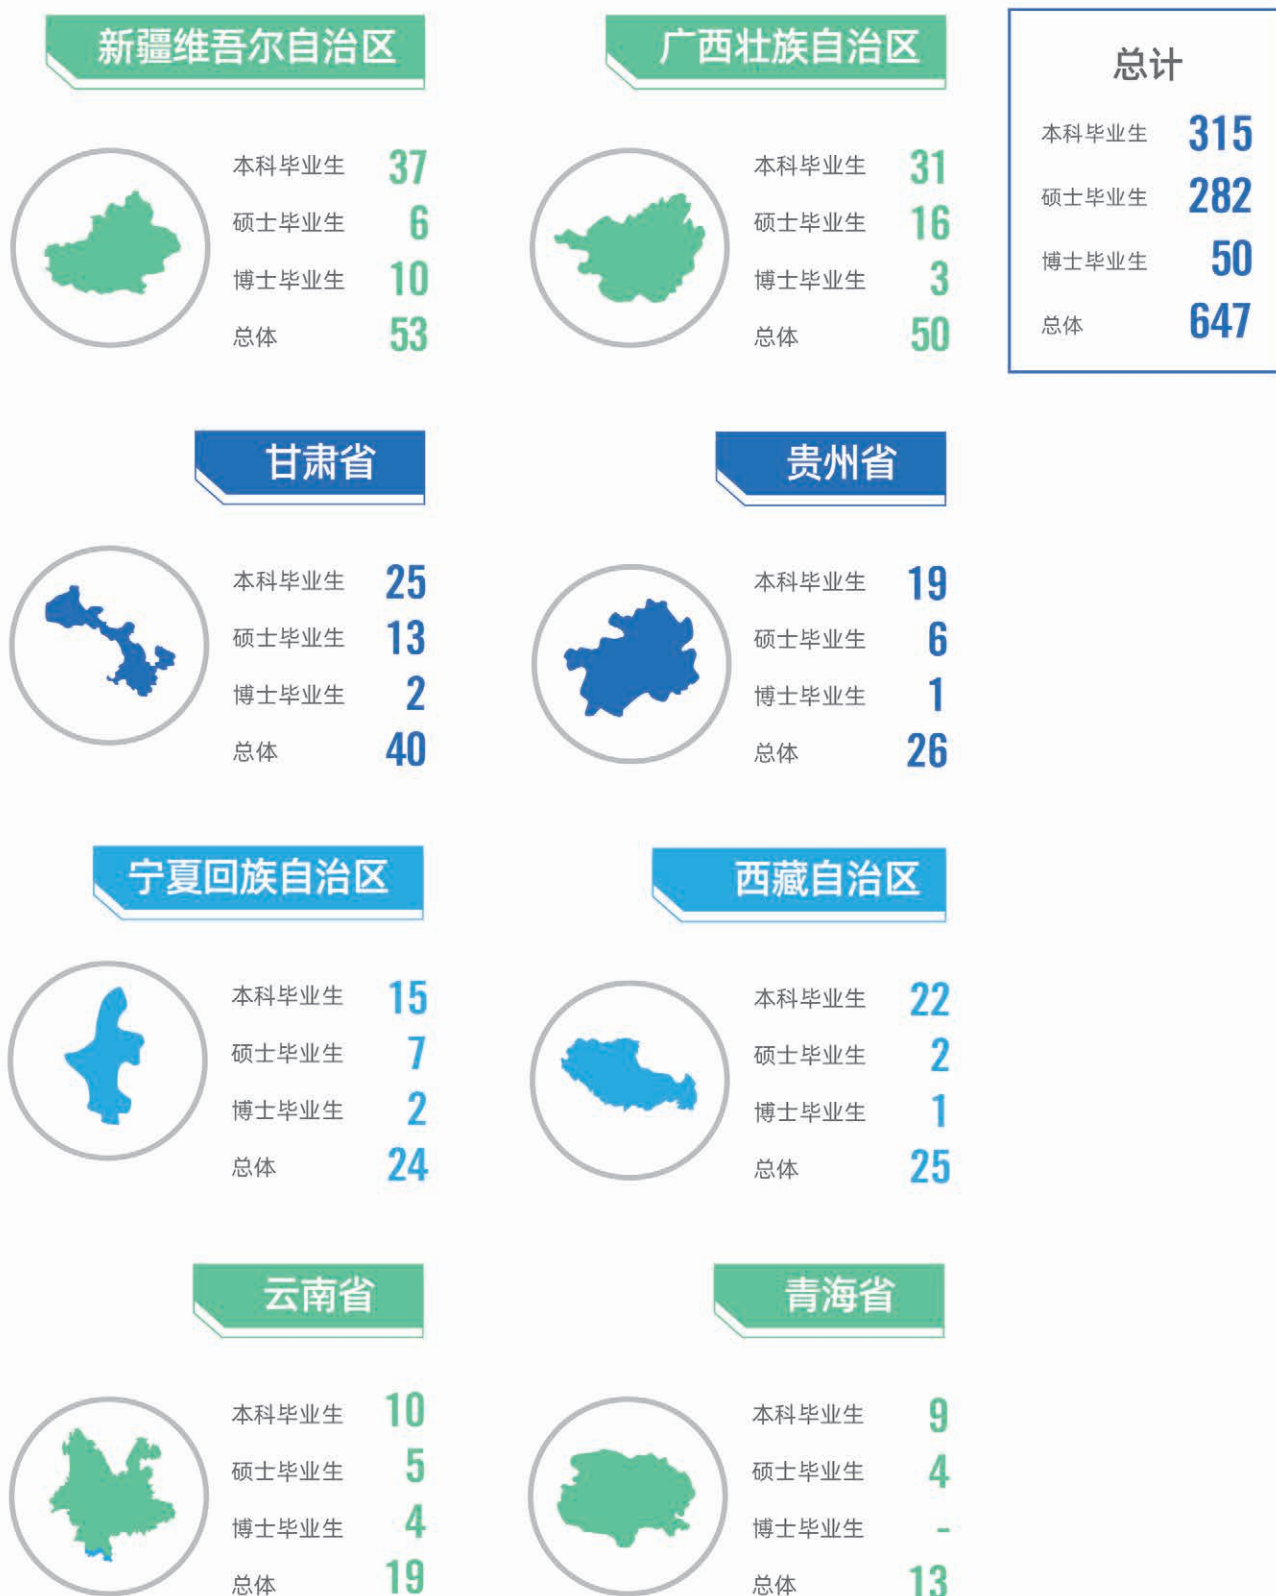 新疆维吾尔自治区
本科毕业生 37
硕士毕业生 6
博士毕业生 10
总体 53
广西壮族自治区
本科毕业生 31
硕士毕业生 16
博士毕业生 3
总体 50
总计
本科毕业生 315
硕士毕业生 282
博士毕业生 50
总体 647
甘肃省
本科毕业生 25
硕士毕业生 13
博士毕业生 2
总体 40
贵州省
本科毕业生 19
硕士毕业生 6
博士毕业生 1
总体 26
宁夏回族自治区
本科毕业生 15
硕士毕业生 7
博士毕业生 2
总体 24
西藏自治区
本科毕业生 22
硕士毕业生 2
博士毕业生 1
总体 25
云南省
本科毕业生 10
硕士毕业生 5
博士毕业生 4
总体 19
青海省
本科毕业生 9
硕士毕业生 4
博士毕业生 -
总体 13